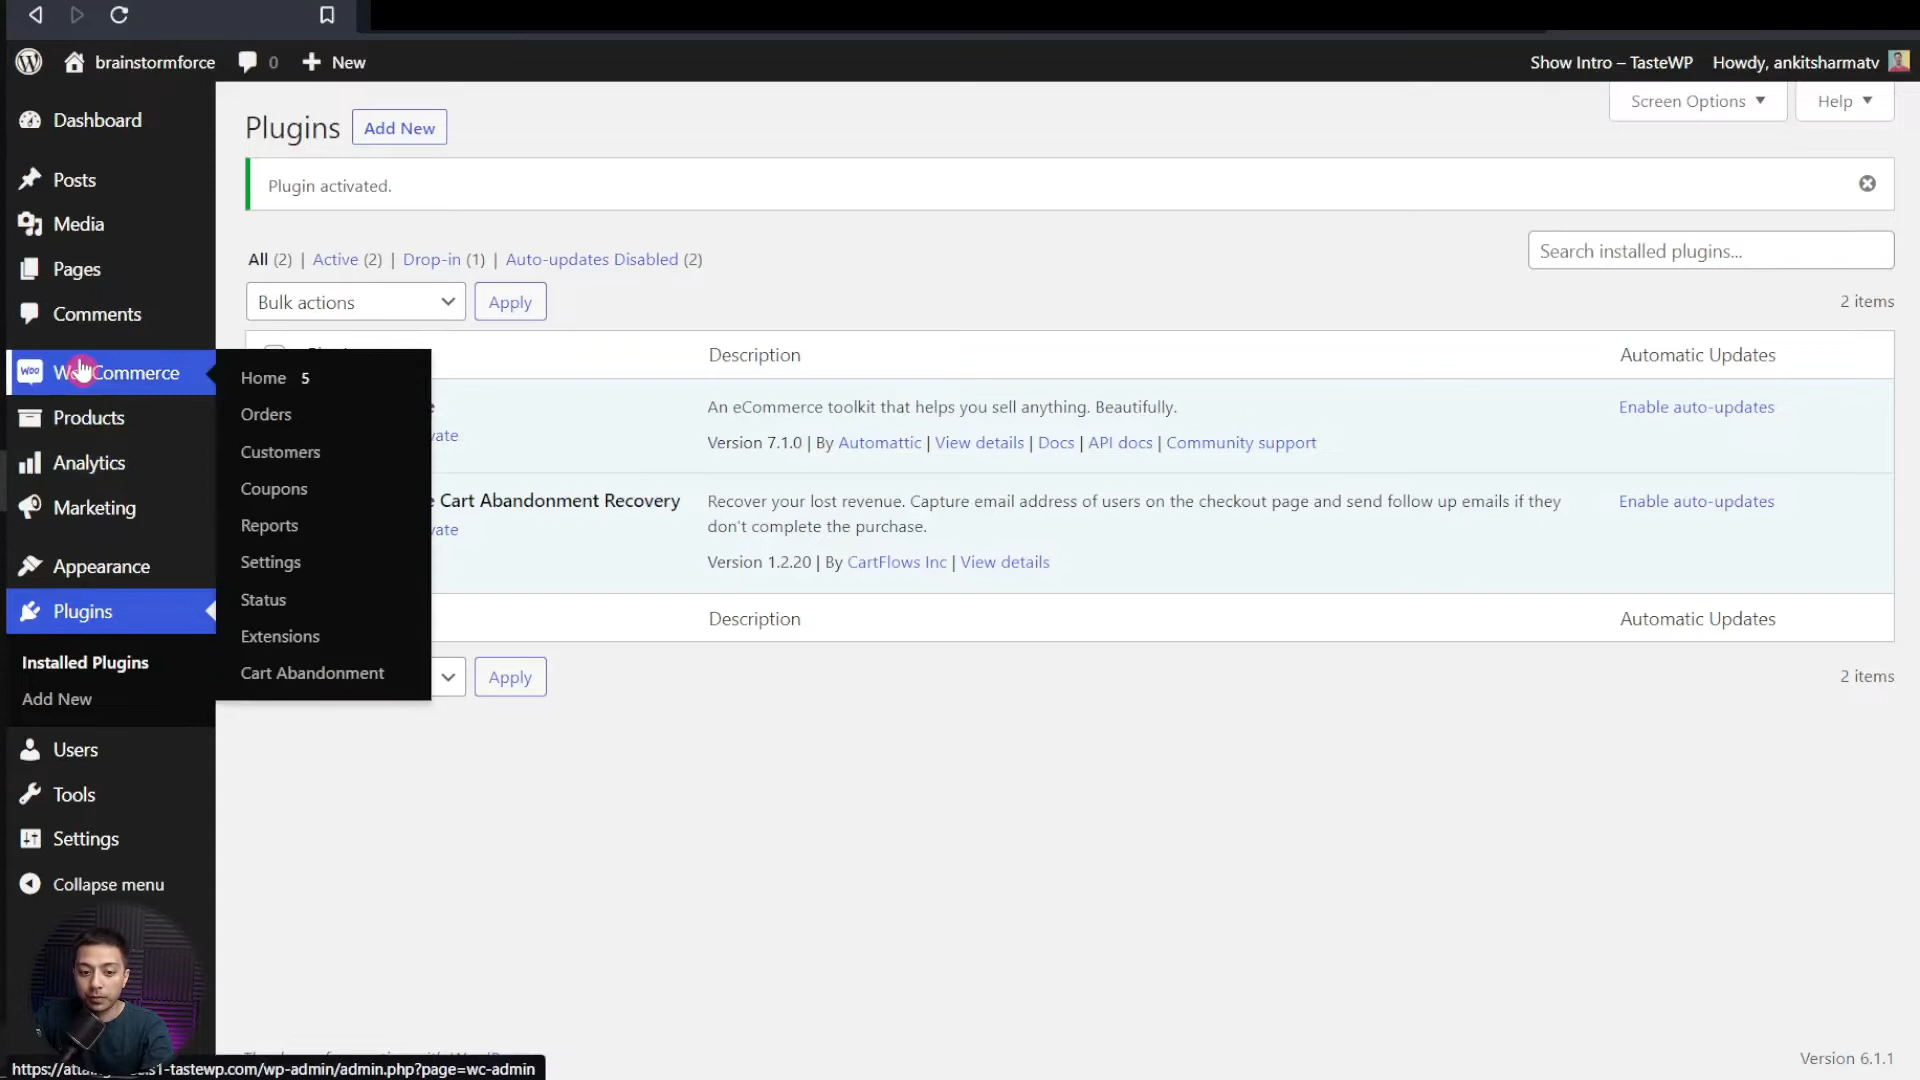 brainstormforce 0 New Show Intro – TasteWP Howdy, ankitsharmatv
Dashboard
Posts
Media
Pages
Comments
WooCommerce
Products
Analytics
Marketing
Appearance
Plugins
Installed Plugins
Add New
Users
Tools
Settings
Collapse menu
Home 5
Orders
Customers
Coupons
Reports
Settings
Status
Extensions
Cart Abandonment
Screen Options Help
Plugins Add New
Plugin activated.
All (2) | Active (2) | Drop-in (1) | Auto-updates Disabled (2)
Search installed plugins...
Bulk actions Apply 2 items
Description Automatic Updates
An eCommerce toolkit that helps you sell anything. Beautifully. Enable auto-updates
Version 7.1.0 | By Automattic | View details | Docs | API docs | Community support
Cart Abandonment Recovery Recover your lost revenue. Capture email address of users on the checkout page and send follow up emails if they Enable auto-updates
don't complete the purchase.
Version 1.2.20 | By CartFlows Inc | View details
Description Automatic Updates
Apply 2 items
Version 6.1.1
s1-tastewp.com/wp-admin/admin.php?page=wc-admin